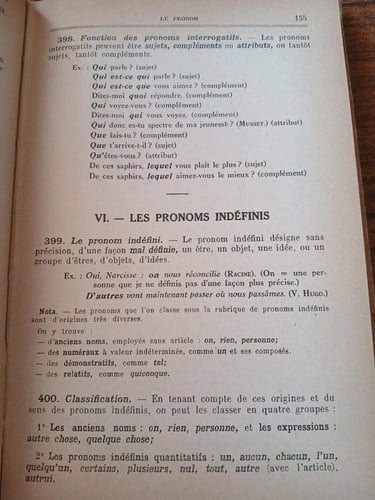 LE PRONOM 155
398. Fonction des pronoms interrogatifs. — Les pronoms
interrogatifs peuvent être sujets, compléments ou attributs, ou tantôt
sujets, tantôt compléments.
Ex. : Qui parle ? (sujet)
Qui est-ce qui parle ? (sujet)
Qui est-ce que vous aimez ? (complément)
Dites-moi quoi répondre. (complément)
Qui voyez-vous ? (complément)
Dites-moi qui vous voyez. (complément)
Qui donc es-tu spectre de ma jeunesse ? (MUSSET.) (attribut)
Que fais-tu ? (complément)
Que t'arrive-t-il ? (sujet)
Qu'êtes-vous ? (attribut)
De ces saphirs, lequel vous plaît le plus ? (sujet)
De ces saphirs, lequel aimez-vous le mieux ? (complément)
VI. — LES PRONOMS INDÉFINIS
399. Le pronom indéfini. — Le pronom indéfini désigne sans
précision, d'une façon mal définie, un être, un objet, une idée, ou un
groupe d'êtres, d'objets, d'idées.
Ex. : Oui, Narcisse : on nous réconcilie (RACINE). (On = une per-
sonne que je ne définis pas d'une façon plus précise.)
D'autres vont maintenant passer où nous passâmes. (V. HUGO.)
Nota. — Les pronoms que l'on classe sous la rubrique de pronoms indéfinis
sont d'origines très diverses.
On y trouve :
— d'anciens noms, employés sans article : on, rien, personne;
— des numéraux à valeur indéterminée, comme un et ses composés.
— des démonstratifs, comme tel;
— des relatifs, comme quiconque.
400. Classification. — En tenant compte de ces origines et du
sens des pronoms indéfinis, on peut les classer en quatre groupes :
1° Les anciens noms : on, rien, personne, et les expressions :
autre chose, quelque chose;
2° Les pronoms indéfinis quantitatifs : un, aucun, chacun, l'un,
quelqu'un, certains, plusieurs, nul, tout, autre (avec l'article),
autrui.